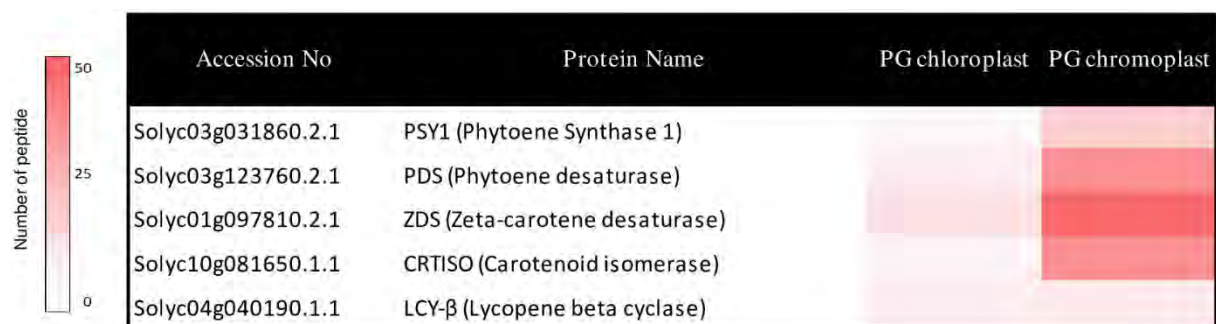 Accession No Protein Name PG chloroplast PG chromoplast
50
25
0
Number of peptide
Solyc03g031860.2.1 PSY1 (Phytoene Synthase 1)
Solyc03g123760.2.1 PDS (Phytoene desaturase)
Solyc01g097810.2.1 ZDS (Zeta-carotene desaturase)
Solyc10g081650.1.1 CRTISO (Carotenoid isomerase)
Solyc04g040190.1.1 LCY-β (Lycopene beta cyclase)